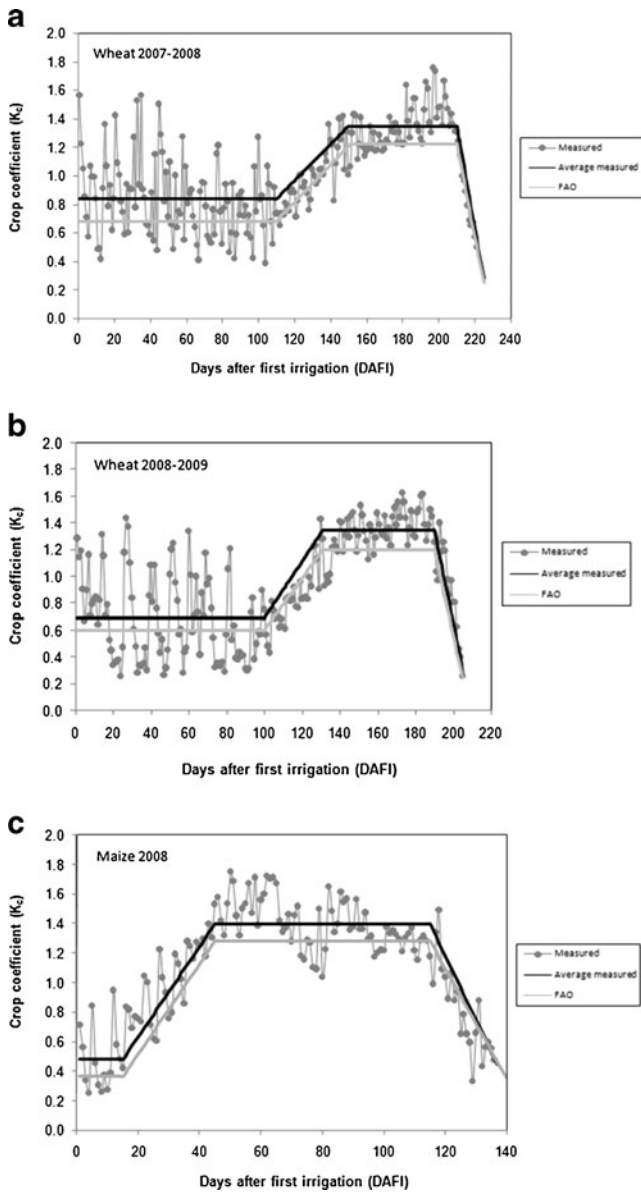 a
2.0
1.8
1.6
1.4
1.2
1.0
0.8
0.6
0.4
0.2
0.0
Crop coefficient (Kc)
Wheat 2007-2008
0 20 40 60 80 100 120 140 160 180 200 220 240
Days after first irrigation (DAFI)
Measured
Average measured
FAO
b
2.0
1.8
1.6
1.4
1.2
1.0
0.8
0.6
0.4
0.2
0.0
Crop coefficient (Kc)
Wheat 2008-2009
0 20 40 60 80 100 120 140 160 180 200 220
Days after first irrigation (DAFI)
Measured
Average measured
FAO
c
2.0
1.8
1.6
1.4
1.2
1.0
0.8
0.6
0.4
0.2
0.0
Crop coefficient (Kc)
Maize 2008
0 20 40 60 80 100 120 140
Days after first irrigation (DAFI)
Measured
Average measured
FAO